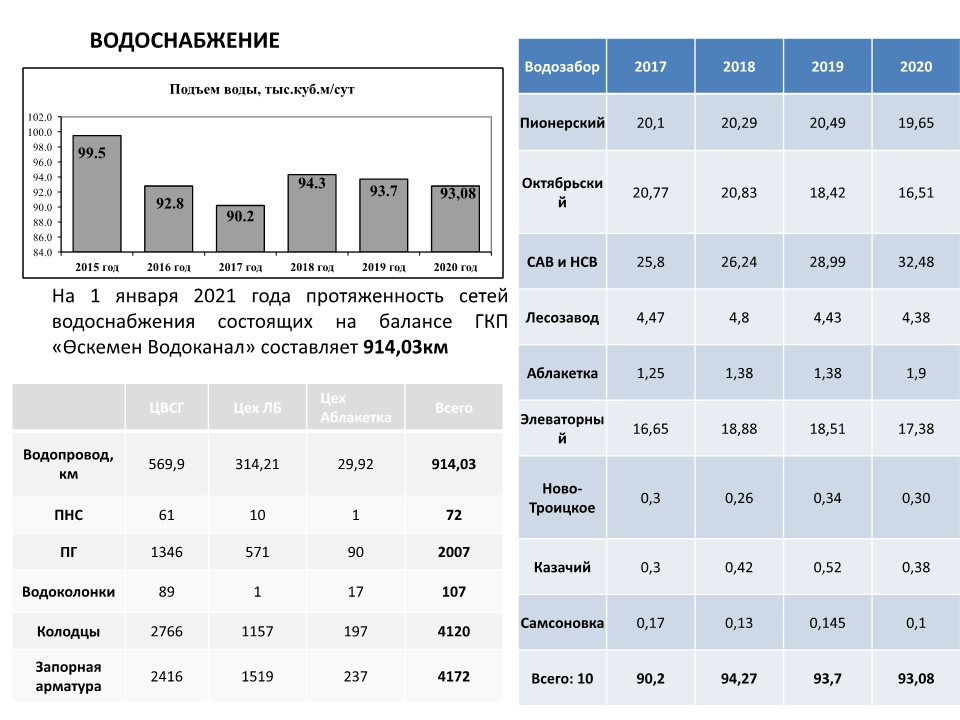 ВОДОСНАБЖЕНИЕ
Подъем воды, тыс.куб.м/сут
102.0
100.0
98.0
96.0
94.0
92.0
90.0
88.0
86.0
84.0
99.5
92.8
90.2
94.3
93.7
93,08
2015 год 2016 год 2017 год 2018 год 2019 год 2020 год
На 1 января 2021 года протяженность сетей
водоснабжения состоящих на балансе ГКП
«Өскемен Водоканал» составляет 914,03км
ЦВСГ Цех ЛБ Цех Аблакетка Всего
Водопровод,
км 569,9 314,21 29,92 914,03
ПНС 61 10 1 72
ПГ 1346 571 90 2007
Водоколонки 89 1 17 107
Колодцы 2766 1157 197 4120
Запорная
арматура 2416 1519 237 4172
Водозабор 2017 2018 2019 2020
Пионерский 20,1 20,29 20,49 19,65
Октябрьски
й 20,77 20,83 18,42 16,51
САВ и НСВ 25,8 26,24 28,99 32,48
Лесозавод 4,47 4,8 4,43 4,38
Аблакетка 1,25 1,38 1,38 1,9
Элеваторны
й 16,65 18,88 18,51 17,38
Ново-
Троицкое 0,3 0,26 0,34 0,30
Казачий 0,3 0,42 0,52 0,38
Самсоновка 0,17 0,13 0,145 0,1
Всего: 10 90,2 94,27 93,7 93,08